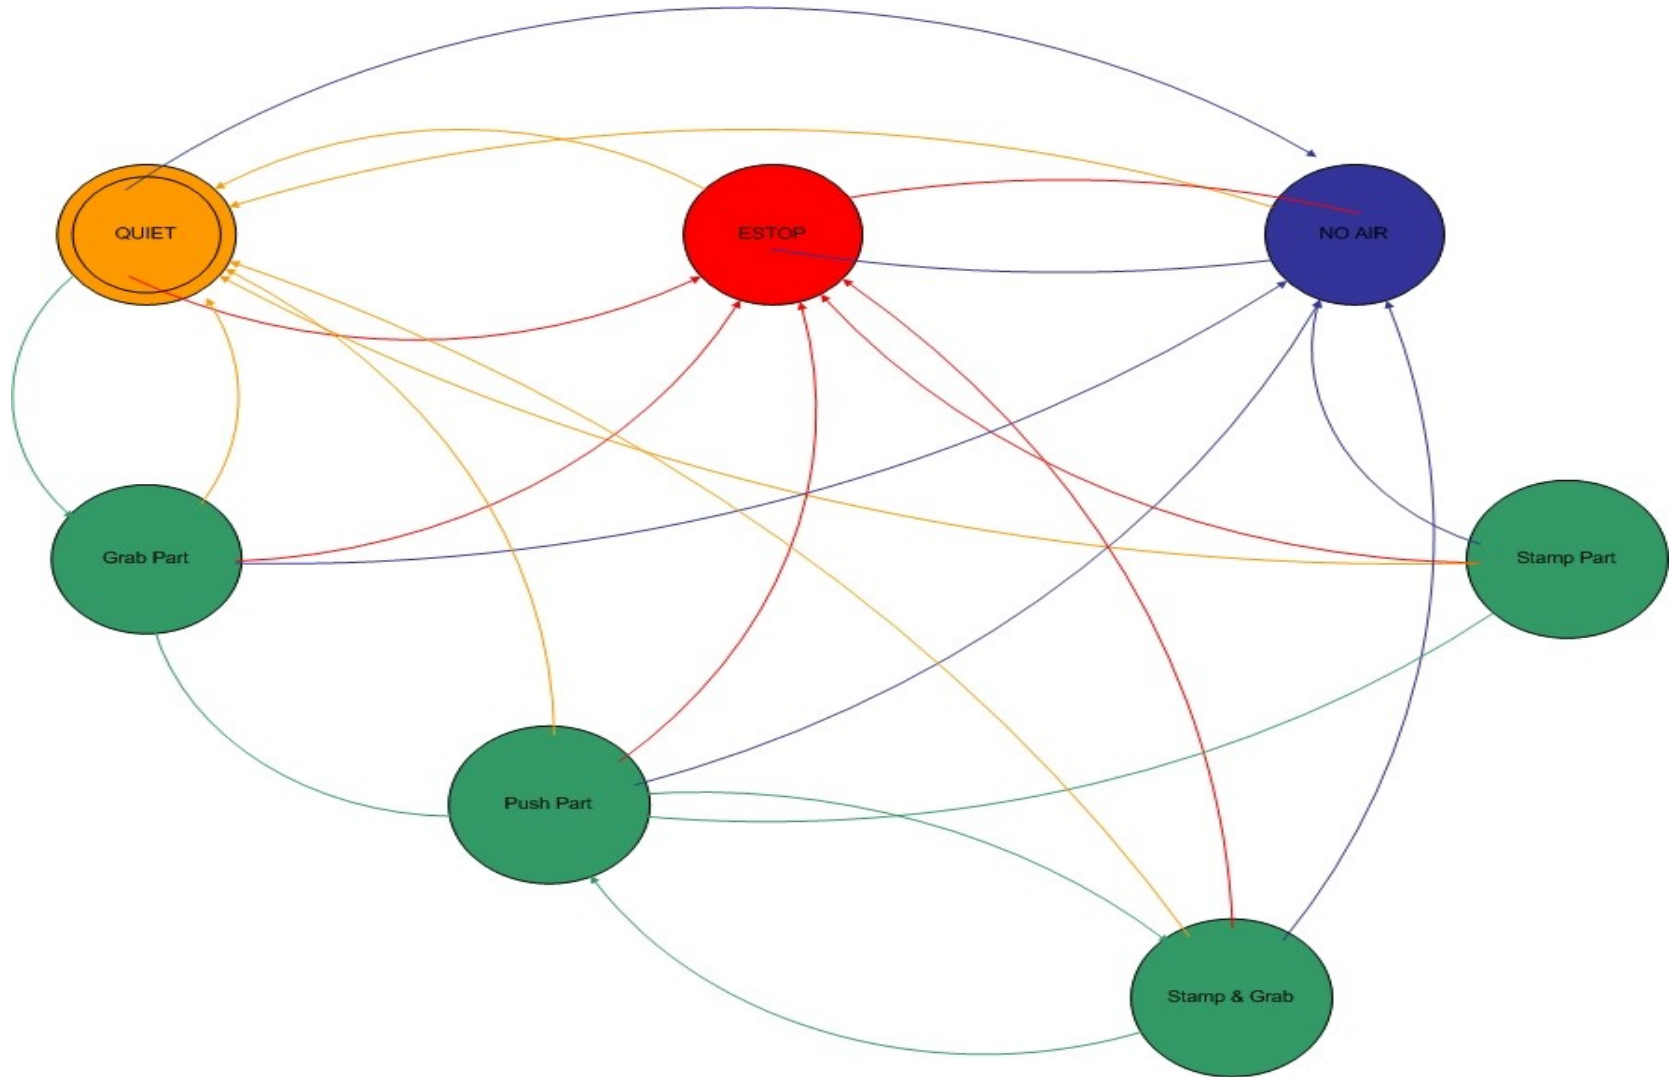 QUIET
ESTOP
NO AIR
Grab Part
Stamp Part
Push Part
Stamp & Grab